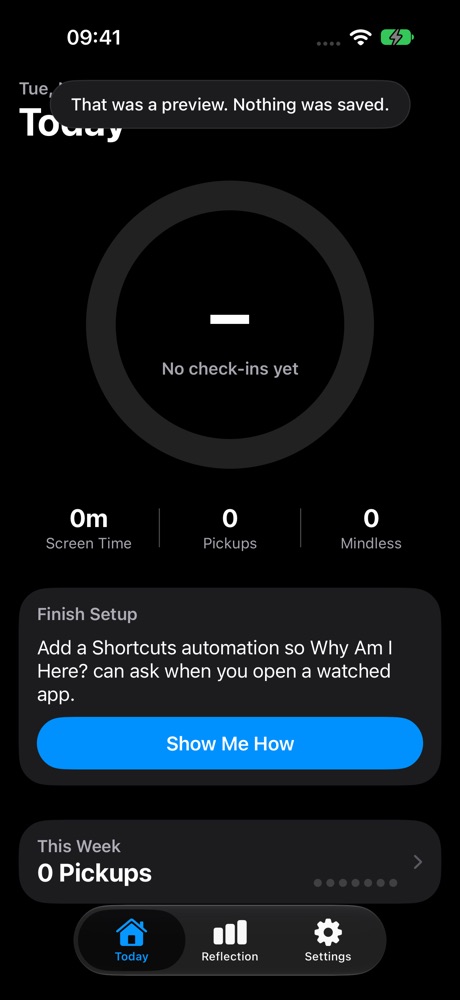 09:41
Tue,
That was a preview. Nothing was saved.
Today
No check-ins yet
0m
Screen Time
0
Pickups
0
Mindless
Finish Setup
Add a Shortcuts automation so Why Am I
Here? can ask when you open a watched
app.
Show Me How
This Week
0 Pickups
Today
Reflection
Settings